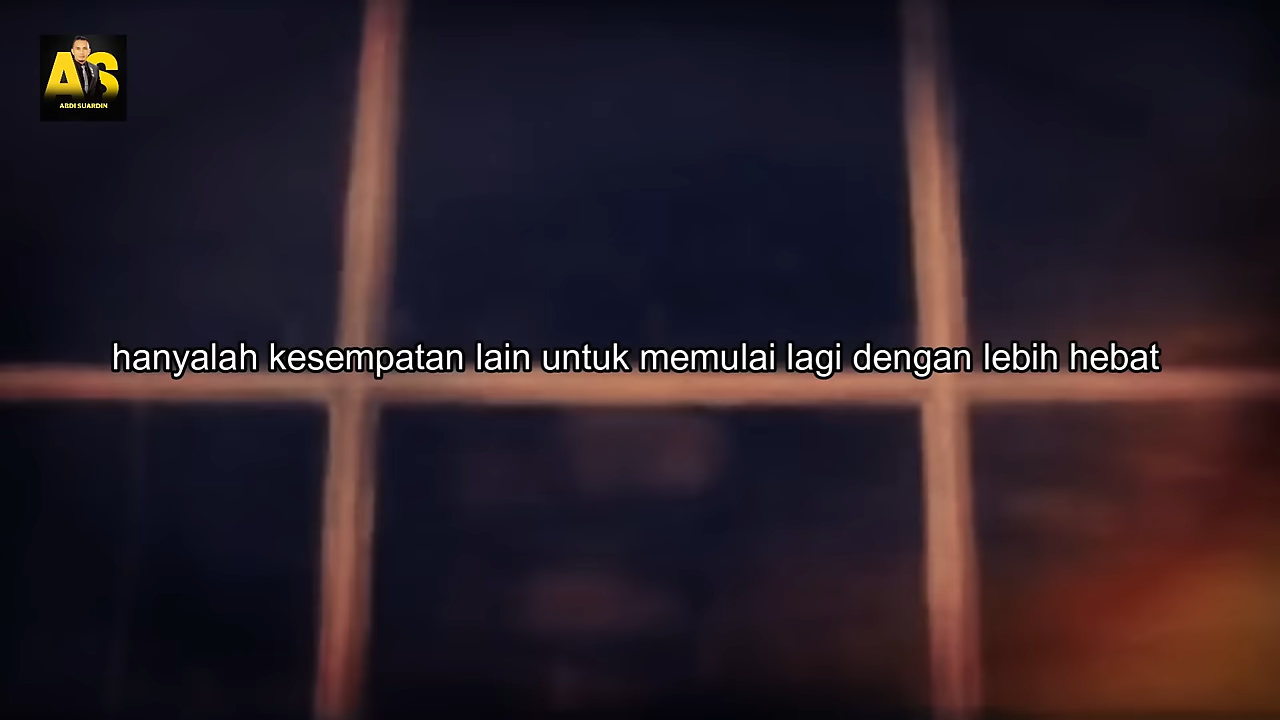 AS
ABDI SUARDIN
hanyalah kesempatan lain untuk memulai lagi dengan lebih hebat